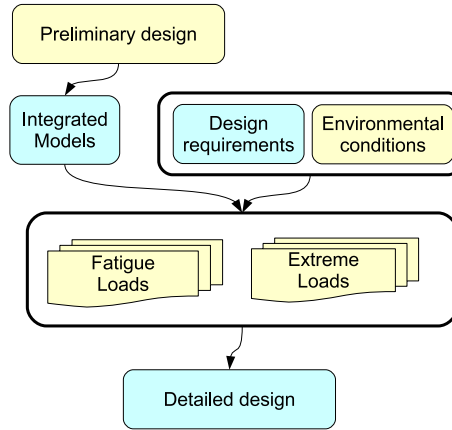 Preliminary design
Integrated
Models
Design
requirements
Environmental
conditions
Fatigue
Loads
Extreme
Loads
Detailed design